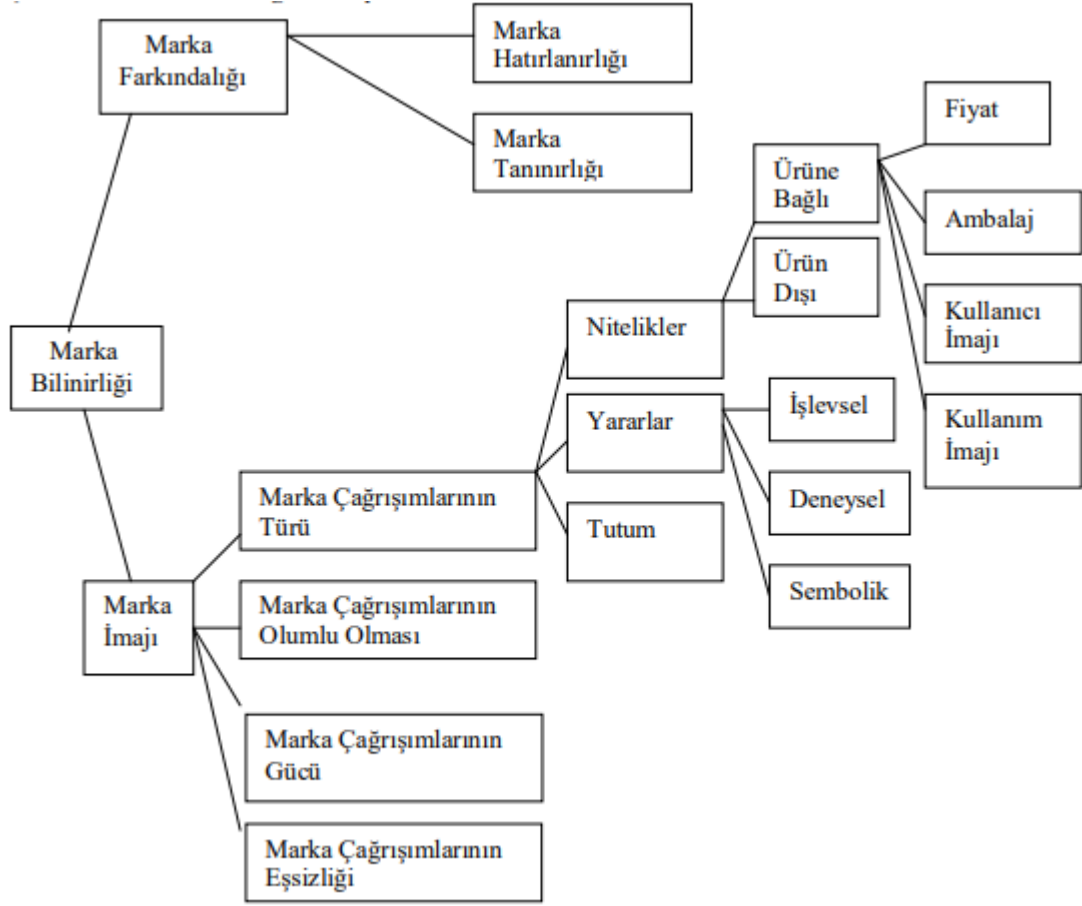 Marka
Farkındalığı
Marka
Hatırlanırlığı
Marka
Tanınırlığı
Fiyat
Ürüne
Bağlı
Ambalaj
Ürün
Dışı
Kullanıcı
İmajı
Nitelikler
Marka
Bilinirliği
Yararlar
İşlevsel
Kullanım
İmajı
Marka Çağrışımlarının
Türü
Tutum
Deneysel
Sembolik
Marka
İmajı
Marka Çağrışımlarının
Olumlu Olması
Marka Çağrışımlarının
Gücü
Marka Çağrışımlarının
Eşsizliği